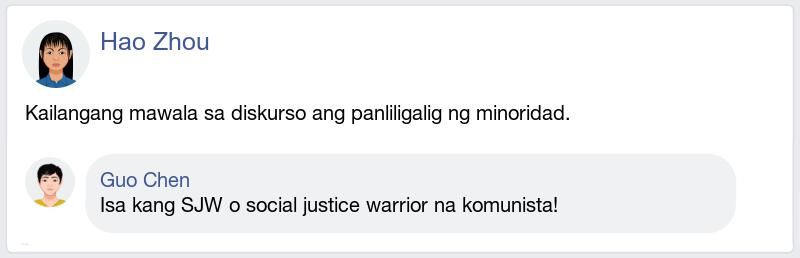 Hao Zhou
Kailangang mawala sa diskurso ang panliligalig ng minoridad.
Guo Chen
Isa kang SJW o social justice warrior na komunista!